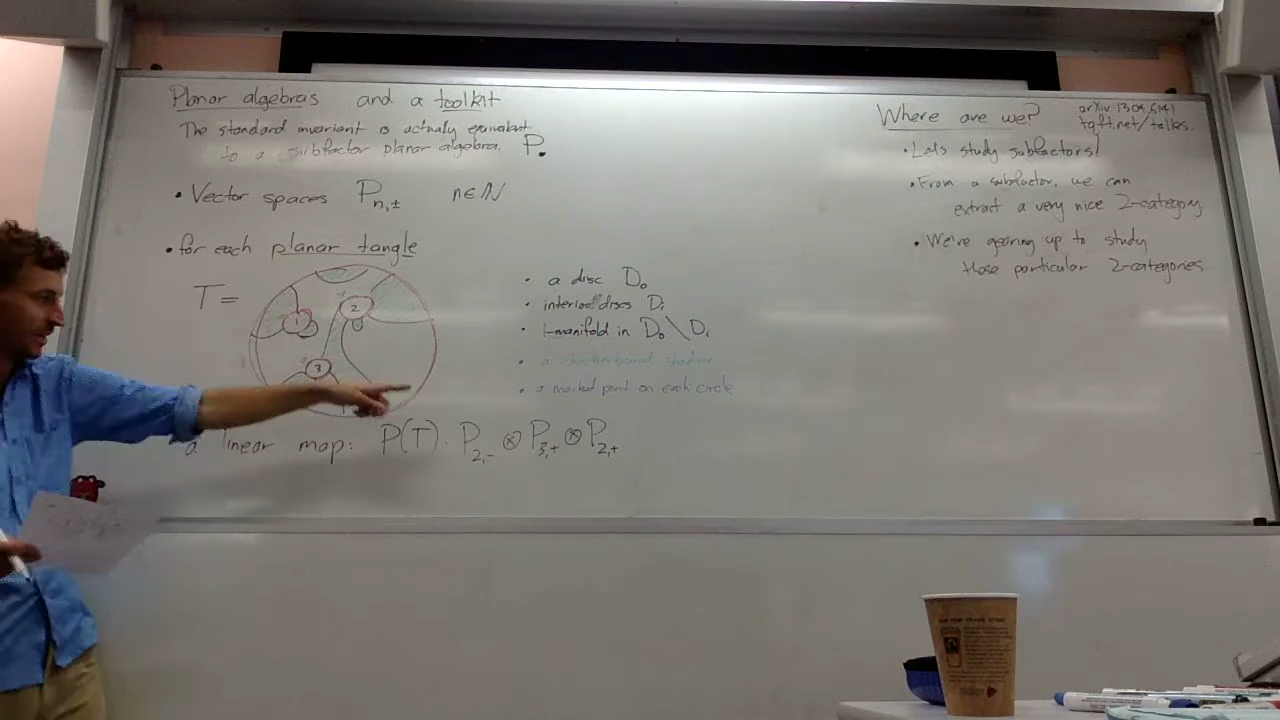 Planar algebras and a toolkit
The standard invariant is actually equivalent
to a subfactor planar algebra. P.
• Vector spaces Pₙ,± n∈ℕ
• for each planar tangle
T=
1
2
3
• a disc D₀
• interior discs Dᵢ
• 1-manifold in D₀\Dᵢ
• a checkerboard shading
• a marked point on each circle
a linear map: P(T): P₂,₋ ⊗ P₃,₊ ⊗ P₂,₊
Where are we?
arXiv:1304.6141
tqft.net/talks.
• Lets study subfactors!
• From a subfactor, we can
extract a very nice 2-category
• We're gearing up to study
those particular 2-categories.